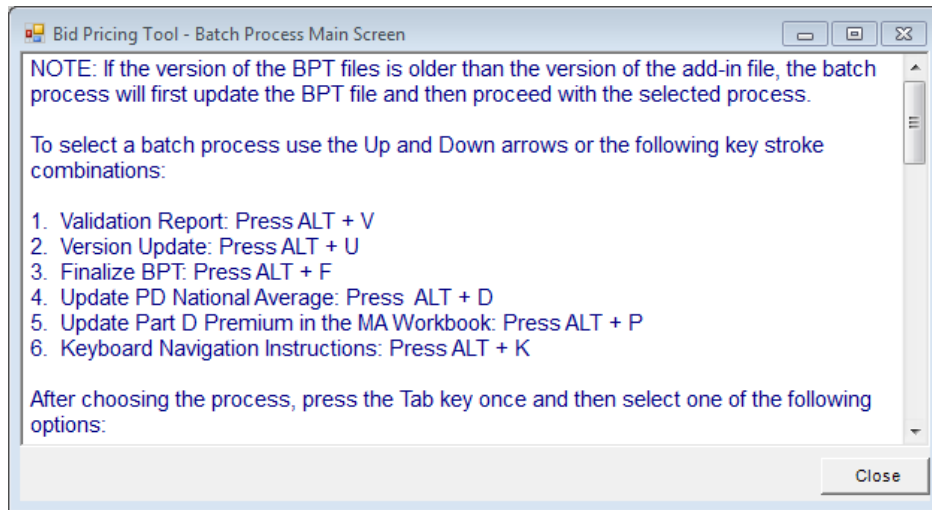 Bid Pricing Tool - Batch Process Main Screen
NOTE: If the version of the BPT files is older than the version of the add-in file, the batch
process will first update the BPT file and then proceed with the selected process.
To select a batch process use the Up and Down arrows or the following key stroke
combinations:
1. Validation Report: Press ALT + V
2. Version Update: Press ALT + U
3. Finalize BPT: Press ALT + F
4. Update PD National Average: Press ALT + D
5. Update Part D Premium in the MA Workbook: Press ALT + P
6. Keyboard Navigation Instructions: Press ALT + K
After choosing the process, press the Tab key once and then select one of the following
options:
Close